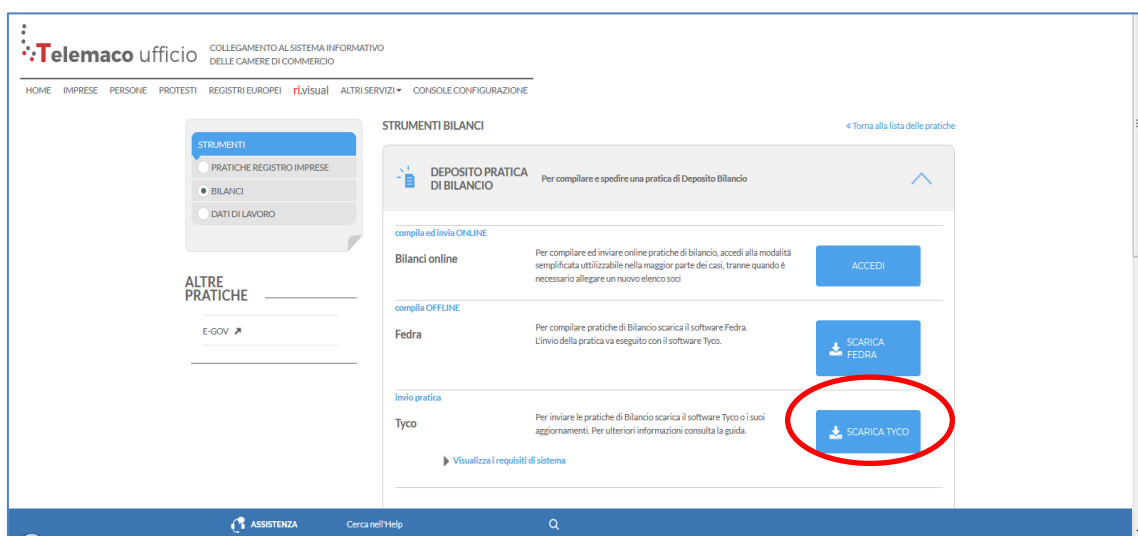 Telemaco ufficio
COLLEGAMENTO AL SISTEMA INFORMATIVO
DELLE CAMERE DI COMMERCIO
HOME IMPRESE PERSONE PROTESTI REGISTRI EUROPEI ri.visual ALTRI SERVIZI CONSOLE CONFIGURAZIONE
STRUMENTI
PRATICHE REGISTRO IMPRESE
BILANCI
DATI DI LAVORO
ALTRE
PRATICHE
E-GOV
STRUMENTI BILANCI
« Torna alla lista delle pratiche
DEPOSITO PRATICA
DI BILANCIO
Per compilare e spedire una pratica di Deposito Bilancio
compila ed invia ONLINE
Bilanci online
Per compilare ed inviare online pratiche di bilancio, accedi alla modalità
semplificata uttilizzabile nella maggior parte dei casi, tranne quando è
necessario allegare un nuovo elenco soci
ACCEDI
compila OFFLINE
Fedra
Per compilare pratiche di Bilancio scarica il software Fedra.
L'invio della pratica va eseguito con il software Tyco.
SCARICA
FEDRA
invio pratica
Tyco
Per inviare le pratiche di Bilancio scarica il software Tyco o i suoi
aggiornamenti. Per ulteriori informazioni consulta la guida.
SCARICA TYCO
Visualizza i requisiti di sistema
ASSISTENZA
Cerca nell'Help